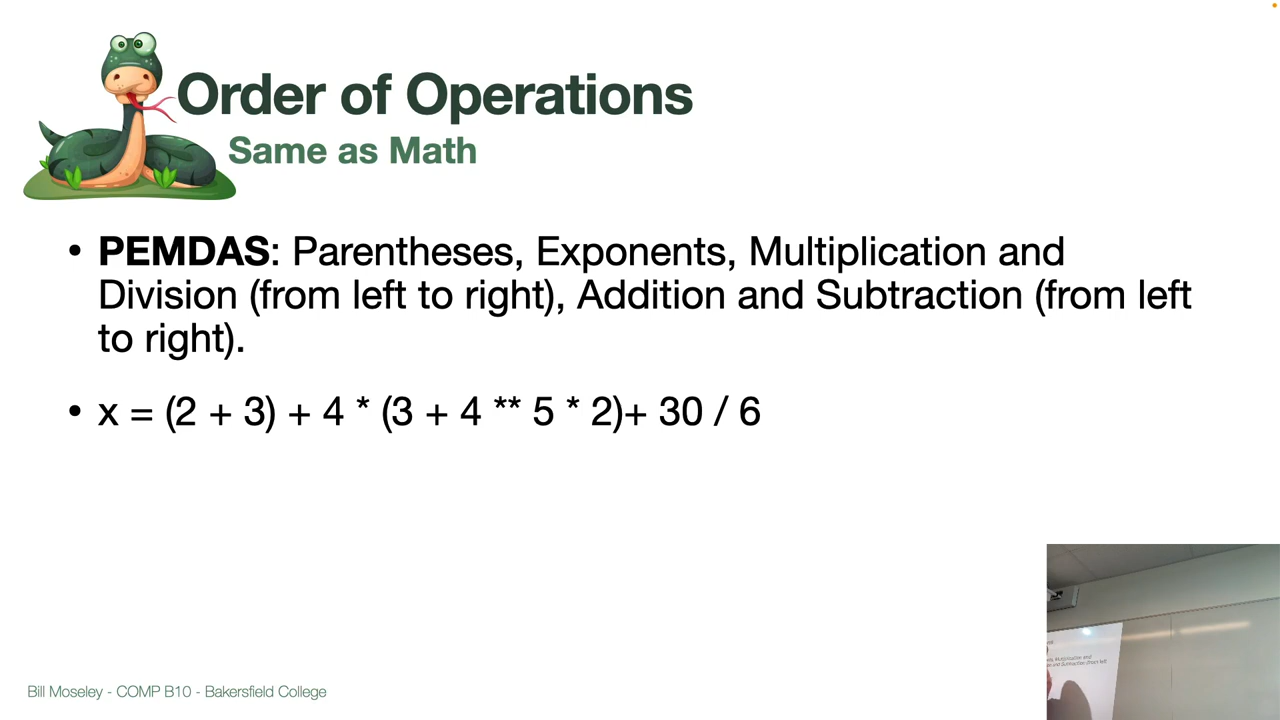 Order of Operations
Same as Math
• PEMDAS: Parentheses, Exponents, Multiplication and
Division (from left to right), Addition and Subtraction (from left
to right).
• x = (2 + 3) + 4 * (3 + 4 ** 5 * 2)+ 30 / 6
Bill Moseley - COMP B10 - Bakersfield College